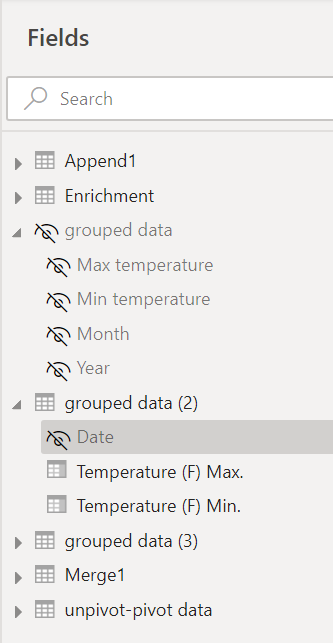 Fields
Search
Append1
Enrichment
grouped data
Max temperature
Min temperature
Month
Year
grouped data (2)
Date
Temperature (F) Max.
Temperature (F) Min.
grouped data (3)
Merge1
unpivot-pivot data